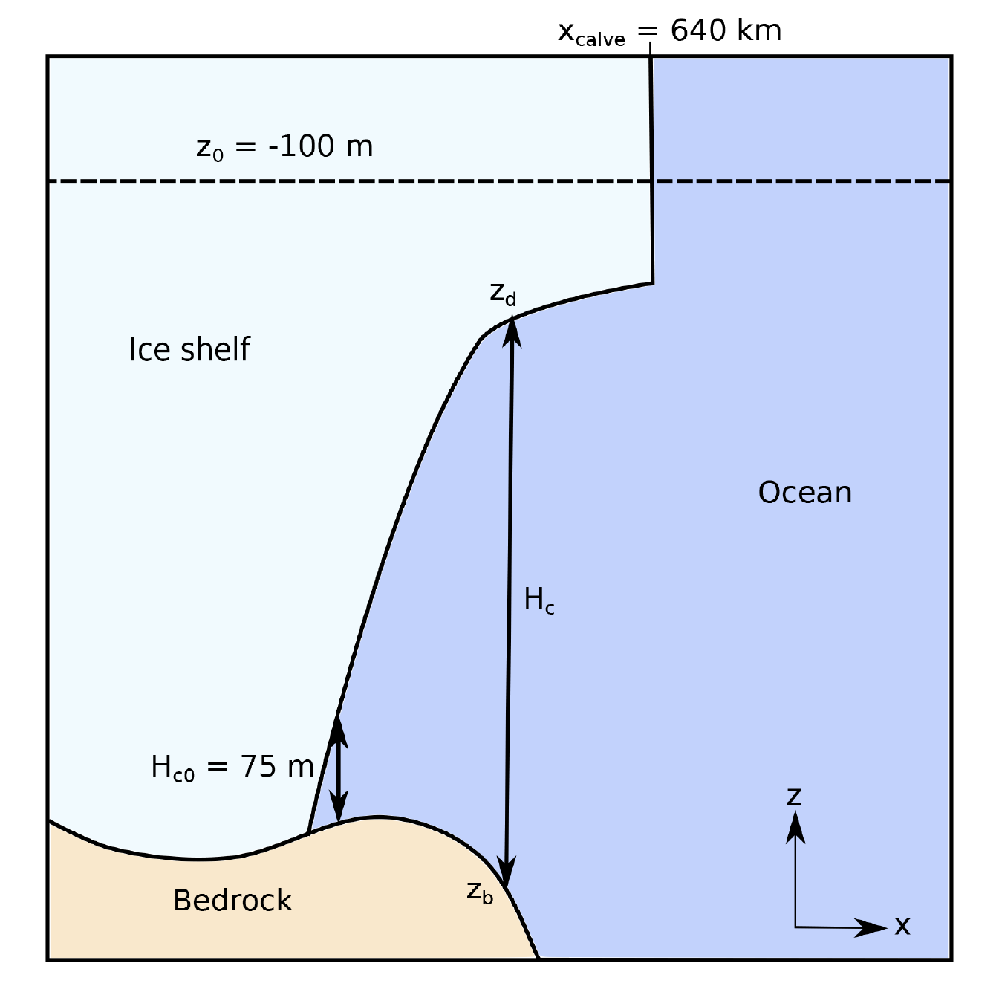 x_calve = 640 km
z_0 = -100 m
z_d
Ice shelf
Ocean
H_c
H_c0 = 75 m
z
z_b
Bedrock
x